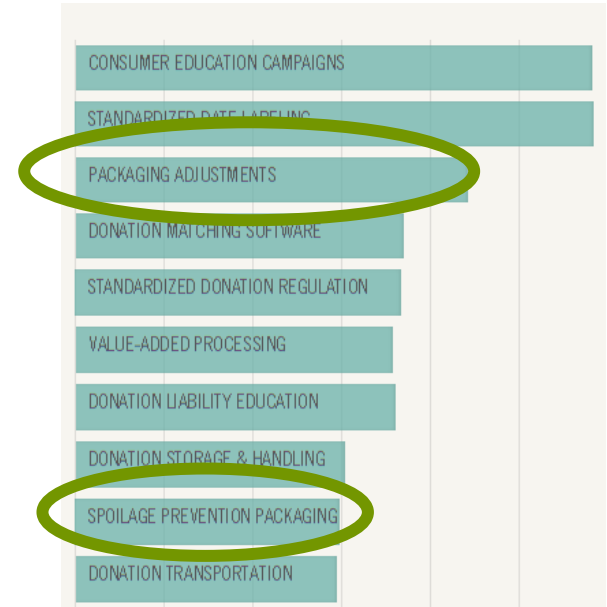 CONSUMER EDUCATION CAMPAIGNS
STANDARDIZED DATE LABELING
PACKAGING ADJUSTMENTS
DONATION MATCHING SOFTWARE
STANDARDIZED DONATION REGULATION
VALUE-ADDED PROCESSING
DONATION LIABILITY EDUCATION
DONATION STORAGE & HANDLING
SPOILAGE PREVENTION PACKAGING
DONATION TRANSPORTATION